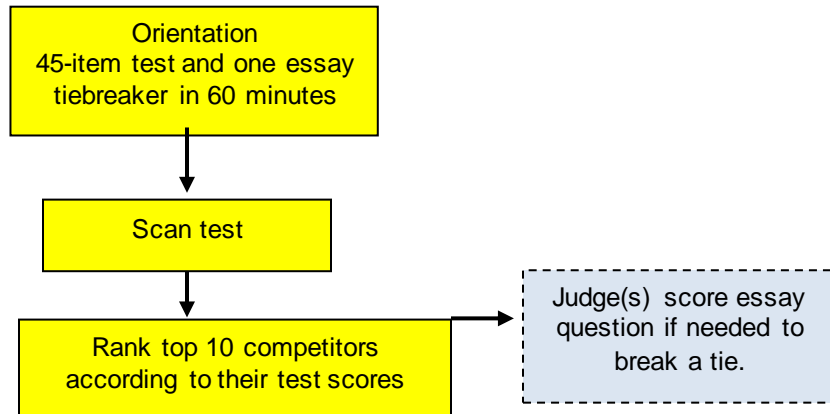 Orientation
45-item test and one essay
tiebreaker in 60 minutes
Scan test
Rank top 10 competitors
according to their test scores
Judge(s) score essay
question if needed to
break a tie.